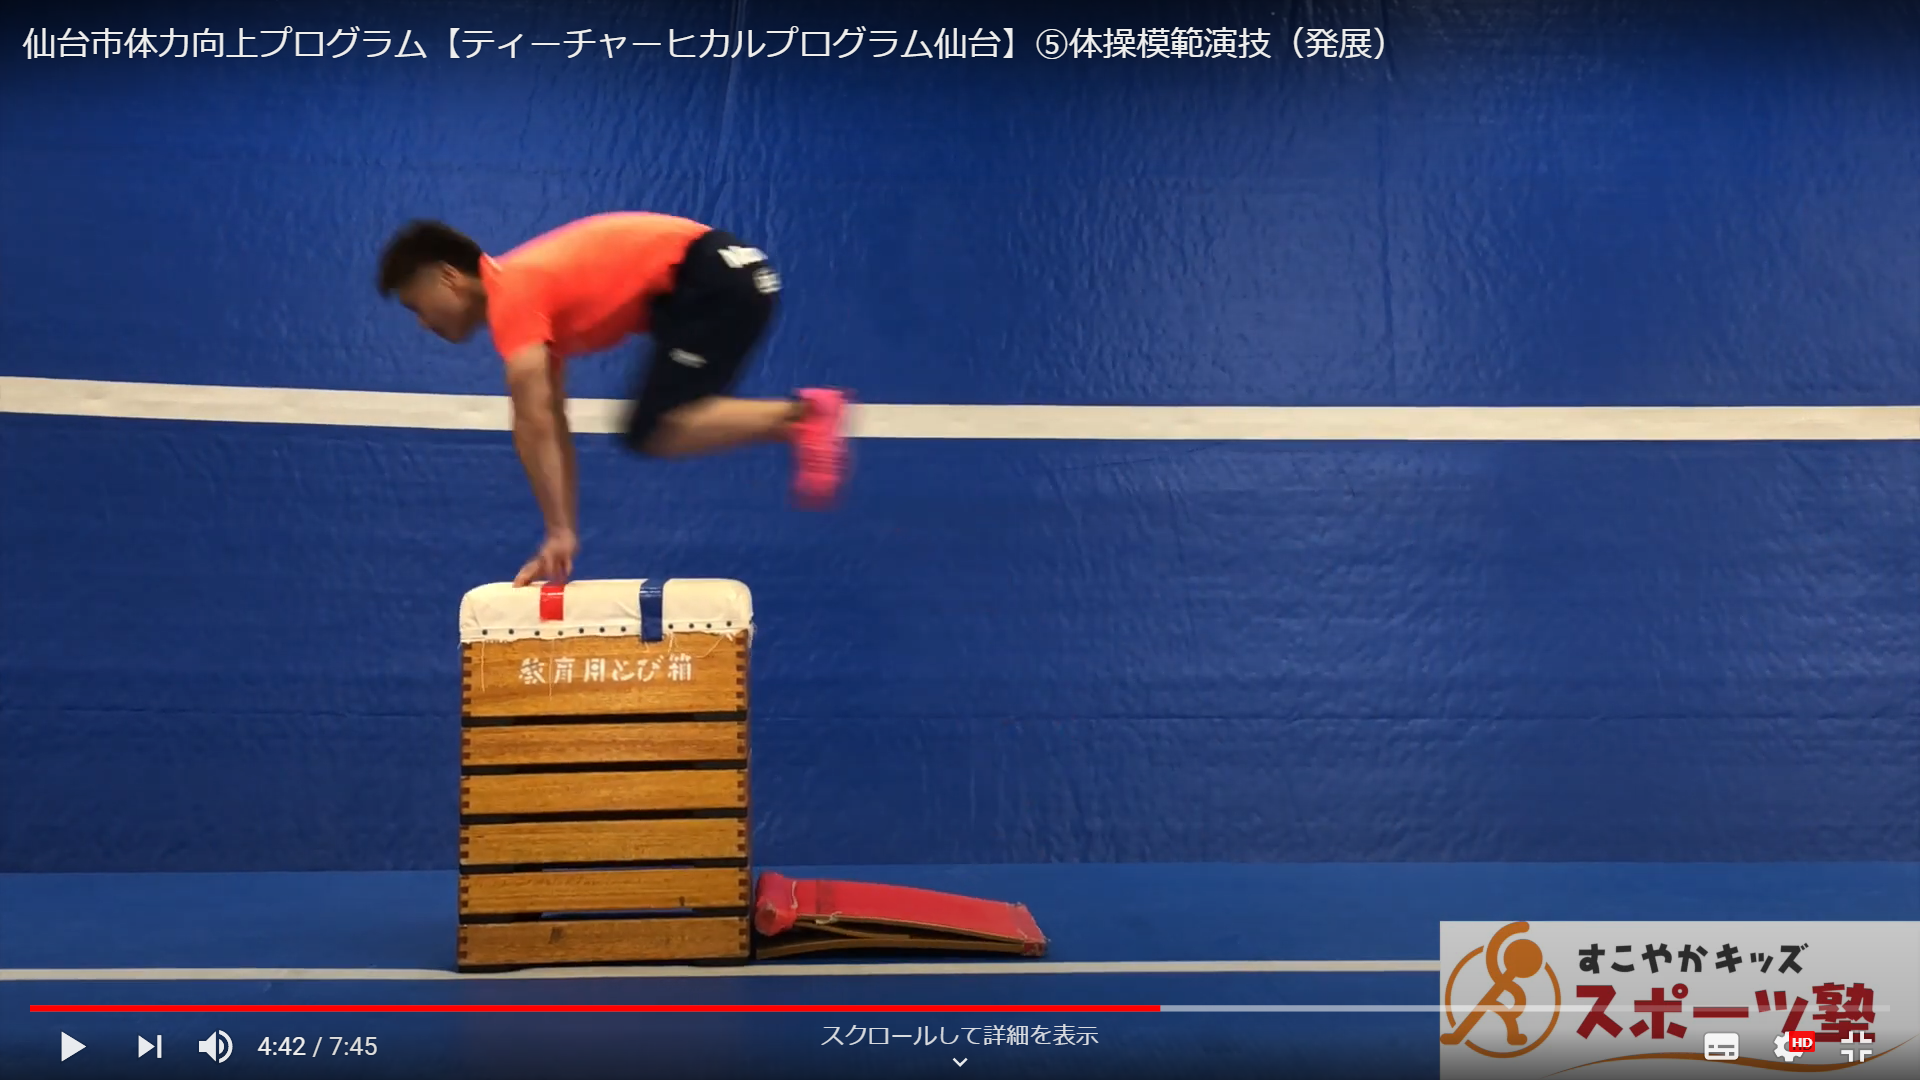 仙台市体力向上プログラム【ティーチャーヒカルプログラム仙台】⑤体操模範演技（発展）
教育用とび箱
すこやかキッズ
スポーツ塾
スクロールして詳細を表示
4:42 / 7:45
HD